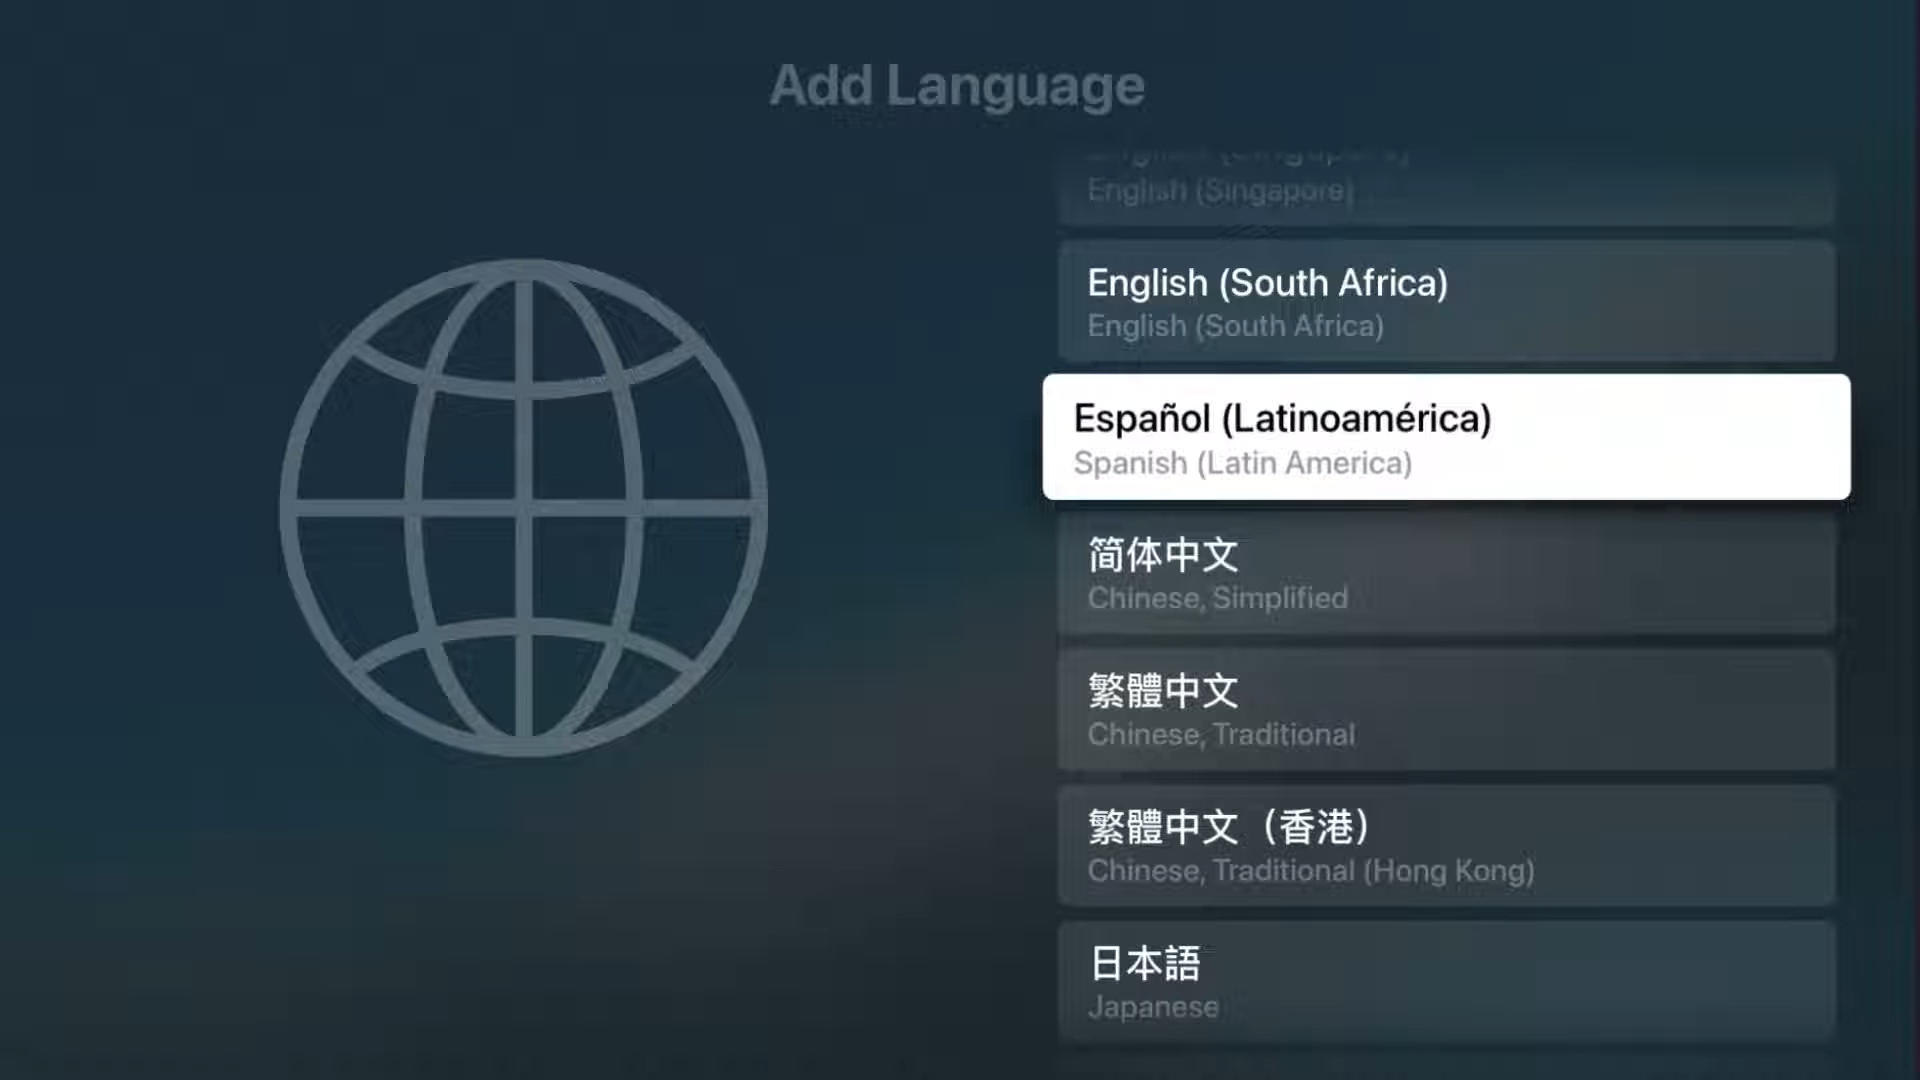 Add Language
English (Singapore)
English (Singapore)
English (South Africa)
English (South Africa)
Español (Latinoamérica)
Spanish (Latin America)
简体中文
Chinese, Simplified
繁體中文
Chinese, Traditional
繁體中文（香港）
Chinese, Traditional (Hong Kong)
日本語
Japanese